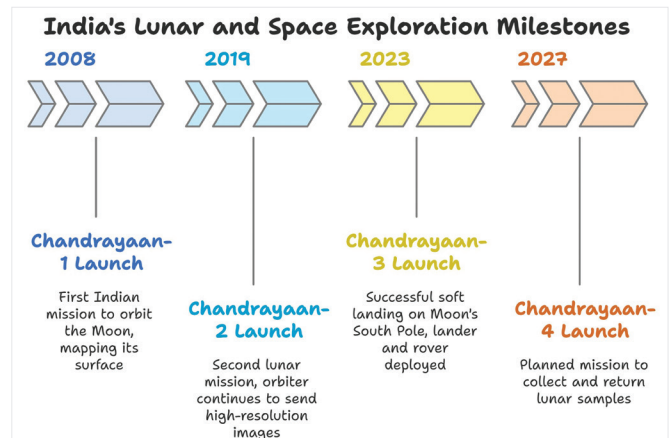 India's Lunar and Space Exploration Milestones
2008
2019
2023
2027
Chandrayaan-
1 Launch
First Indian
mission to orbit
the Moon,
mapping its
surface
Chandrayaan-
2 Launch
Second lunar
mission, orbiter
continues to send
high-resolution
images
Chandrayaan-
3 Launch
Successful soft
landing on Moon's
South Pole, lander
and rover
deployed
Chandrayaan-
4 Launch
Planned mission to
collect and return
lunar samples